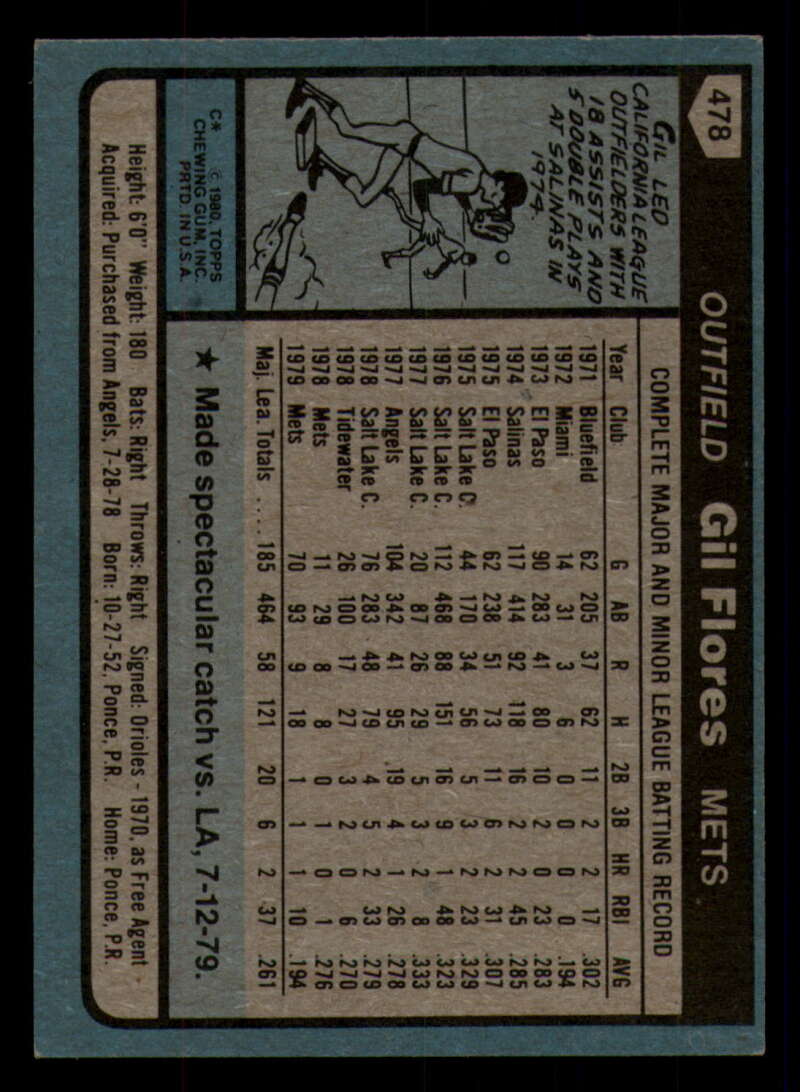 478
OUTFIELD Gil Flores METS
GIL LED
CALIFORNIA LEAGUE
OUTFIELDERS WITH
18 ASSISTS AND
5 DOUBLE PLAYS
AT SALINAS IN
1974.
C* © 1980, TOPPS
CHEWING GUM, INC.
PRTD. IN U.S.A.
COMPLETE MAJOR AND MINOR LEAGUE BATTING RECORD
Year Club G AB R H 2B 3B HR RBI AVG
1971 Bluefield 62 205 37 62 11 2 2 17 .302
1972 Miami 14 31 3 6 0 0 0 0 .194
1973 El Paso 90 283 41 80 10 2 0 23 .283
1974 Salinas 117 414 92 118 16 2 2 45 .285
1975 El Paso 62 238 51 73 11 6 2 31 .307
1975 Salt Lake C. 44 170 34 56 5 3 2 23 .329
1976 Salt Lake C. 112 468 88 151 16 9 1 48 .323
1977 Salt Lake C. 20 87 26 29 5 3 2 8 .333
1977 Angels 104 342 41 95 19 4 1 26 .278
1978 Salt Lake C. 76 283 48 79 4 5 2 33 .279
1978 Tidewater 26 100 17 27 3 2 0 6 .270
1978 Mets 11 29 8 8 0 1 0 1 .276
1979 Mets 70 93 9 18 1 1 1 10 .194
Maj. Lea. Totals .... 185 464 58 121 20 6 2 37 .261
★ Made spectacular catch vs. LA, 7-12-79.
Height: 6'0" Weight: 180 Bats: Right Throws: Right Signed: Orioles - 1970, as Free Agent
Acquired: Purchased from Angels, 7-28-78 Born: 10-27-52, Ponce, P.R. Home: Ponce, P.R.